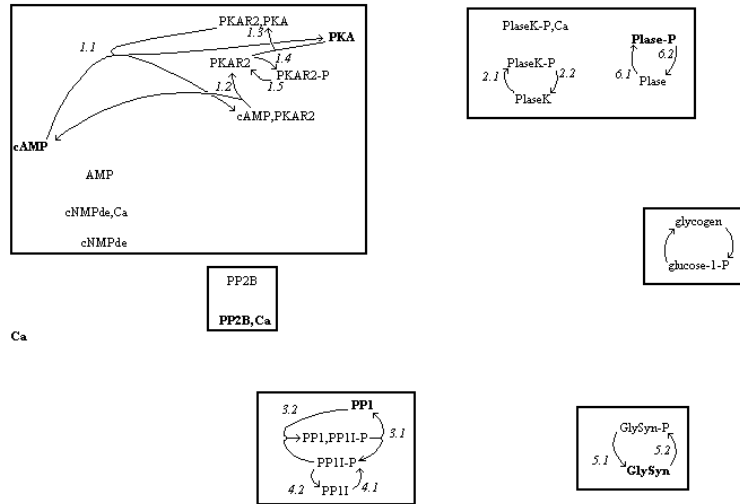 PKAR2,PKA
1.1
1.3
PKA
PKAR2
1.4
PKAR2-P
1.2
1.5
cAMP,PKAR2
cAMP
AMP
cNMPde,Ca
cNMPde
PlaseK-P,Ca
PlaseK-P
2.1
2.2
PlaseK
Plase-P
6.2
6.1
Plase
glycogen
glucose-1-P
PP2B
PP2B,Ca
Ca
3.2
PP1
PP1,PP1I-P
3.1
PP1I-P
4.2
PP1I
4.1
GlySyn-P
5.1
5.2
GlySyn